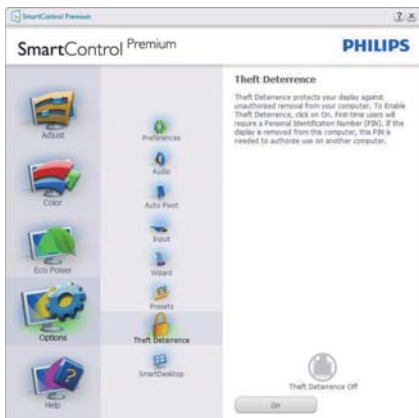 SmartControl Premium
SmartControl Premium
PHILIPS
Adjust
Color
Eco Power
Options
Help
Preferences
Audio
Auto Pivot
Input
Wizard
Presets
Theft Deterrence
SmartDesktop
Theft Deterrence
Theft Deterrence protects your display against
unauthorized removal from your computer. To Enable
Theft Deterrence, click on On. First-time users will
require a Personal Identification Number (PIN). If the
display is removed from this computer, this PIN is
needed to authorize use on another computer.
Theft Deterrence Off
On